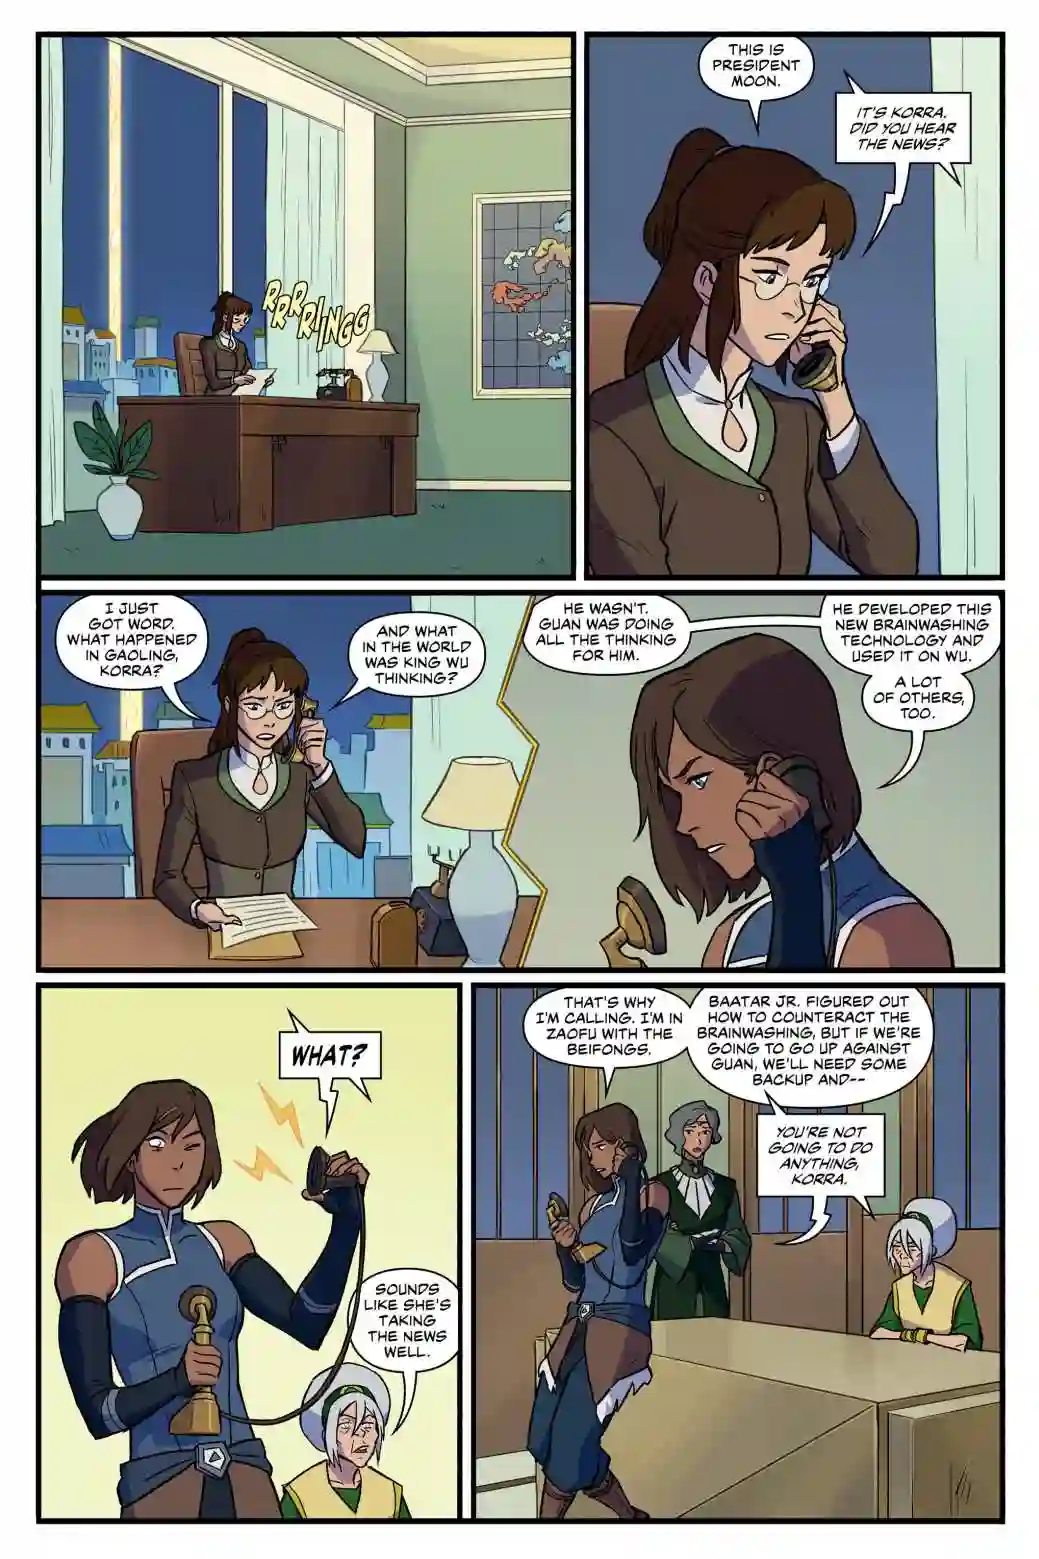 RRRRIINGG
THIS IS
PRESIDENT
MOON.
IT'S KORRA.
DID YOU HEAR
THE NEWS?
I JUST
GOT WORD.
WHAT HAPPENED
IN GAOLING,
KORRA?
AND WHAT
IN THE WORLD
WAS KING WU
THINKING?
HE WASN'T.
GUAN WAS DOING
ALL THE THINKING
FOR HIM.
HE DEVELOPED THIS
NEW BRAINWASHING
TECHNOLOGY AND
USED IT ON WU.
A LOT
OF OTHERS,
TOO.
WHAT?
SOUNDS
LIKE SHE'S
TAKING
THE NEWS
WELL.
THAT'S WHY
I'M CALLING. I'M IN
ZAOFU WITH THE
BEIFONGS.
BAATAR JR. FIGURED OUT
HOW TO COUNTERACT THE
BRAINWASHING, BUT IF WE'RE
GOING TO GO UP AGAINST
GUAN, WE'LL NEED SOME
BACKUP AND--
YOU'RE NOT
GOING TO DO
ANYTHING,
KORRA.